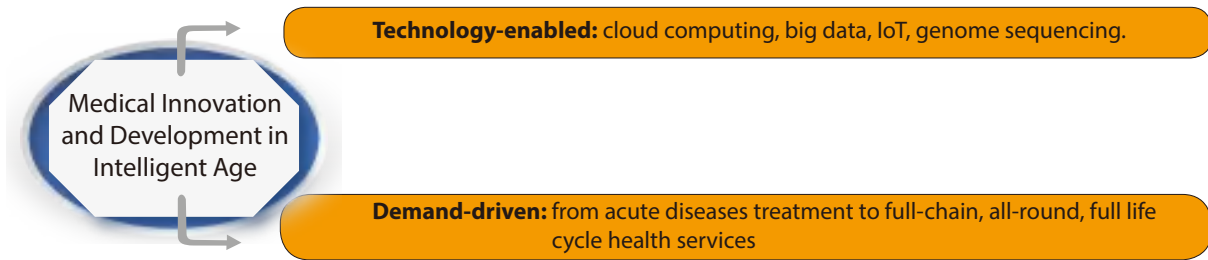 Technology-enabled: cloud computing, big data, IoT, genome sequencing.
Medical Innovation
and Development in
Intelligent Age
Demand-driven: from acute diseases treatment to full-chain, all-round, full life
cycle health services